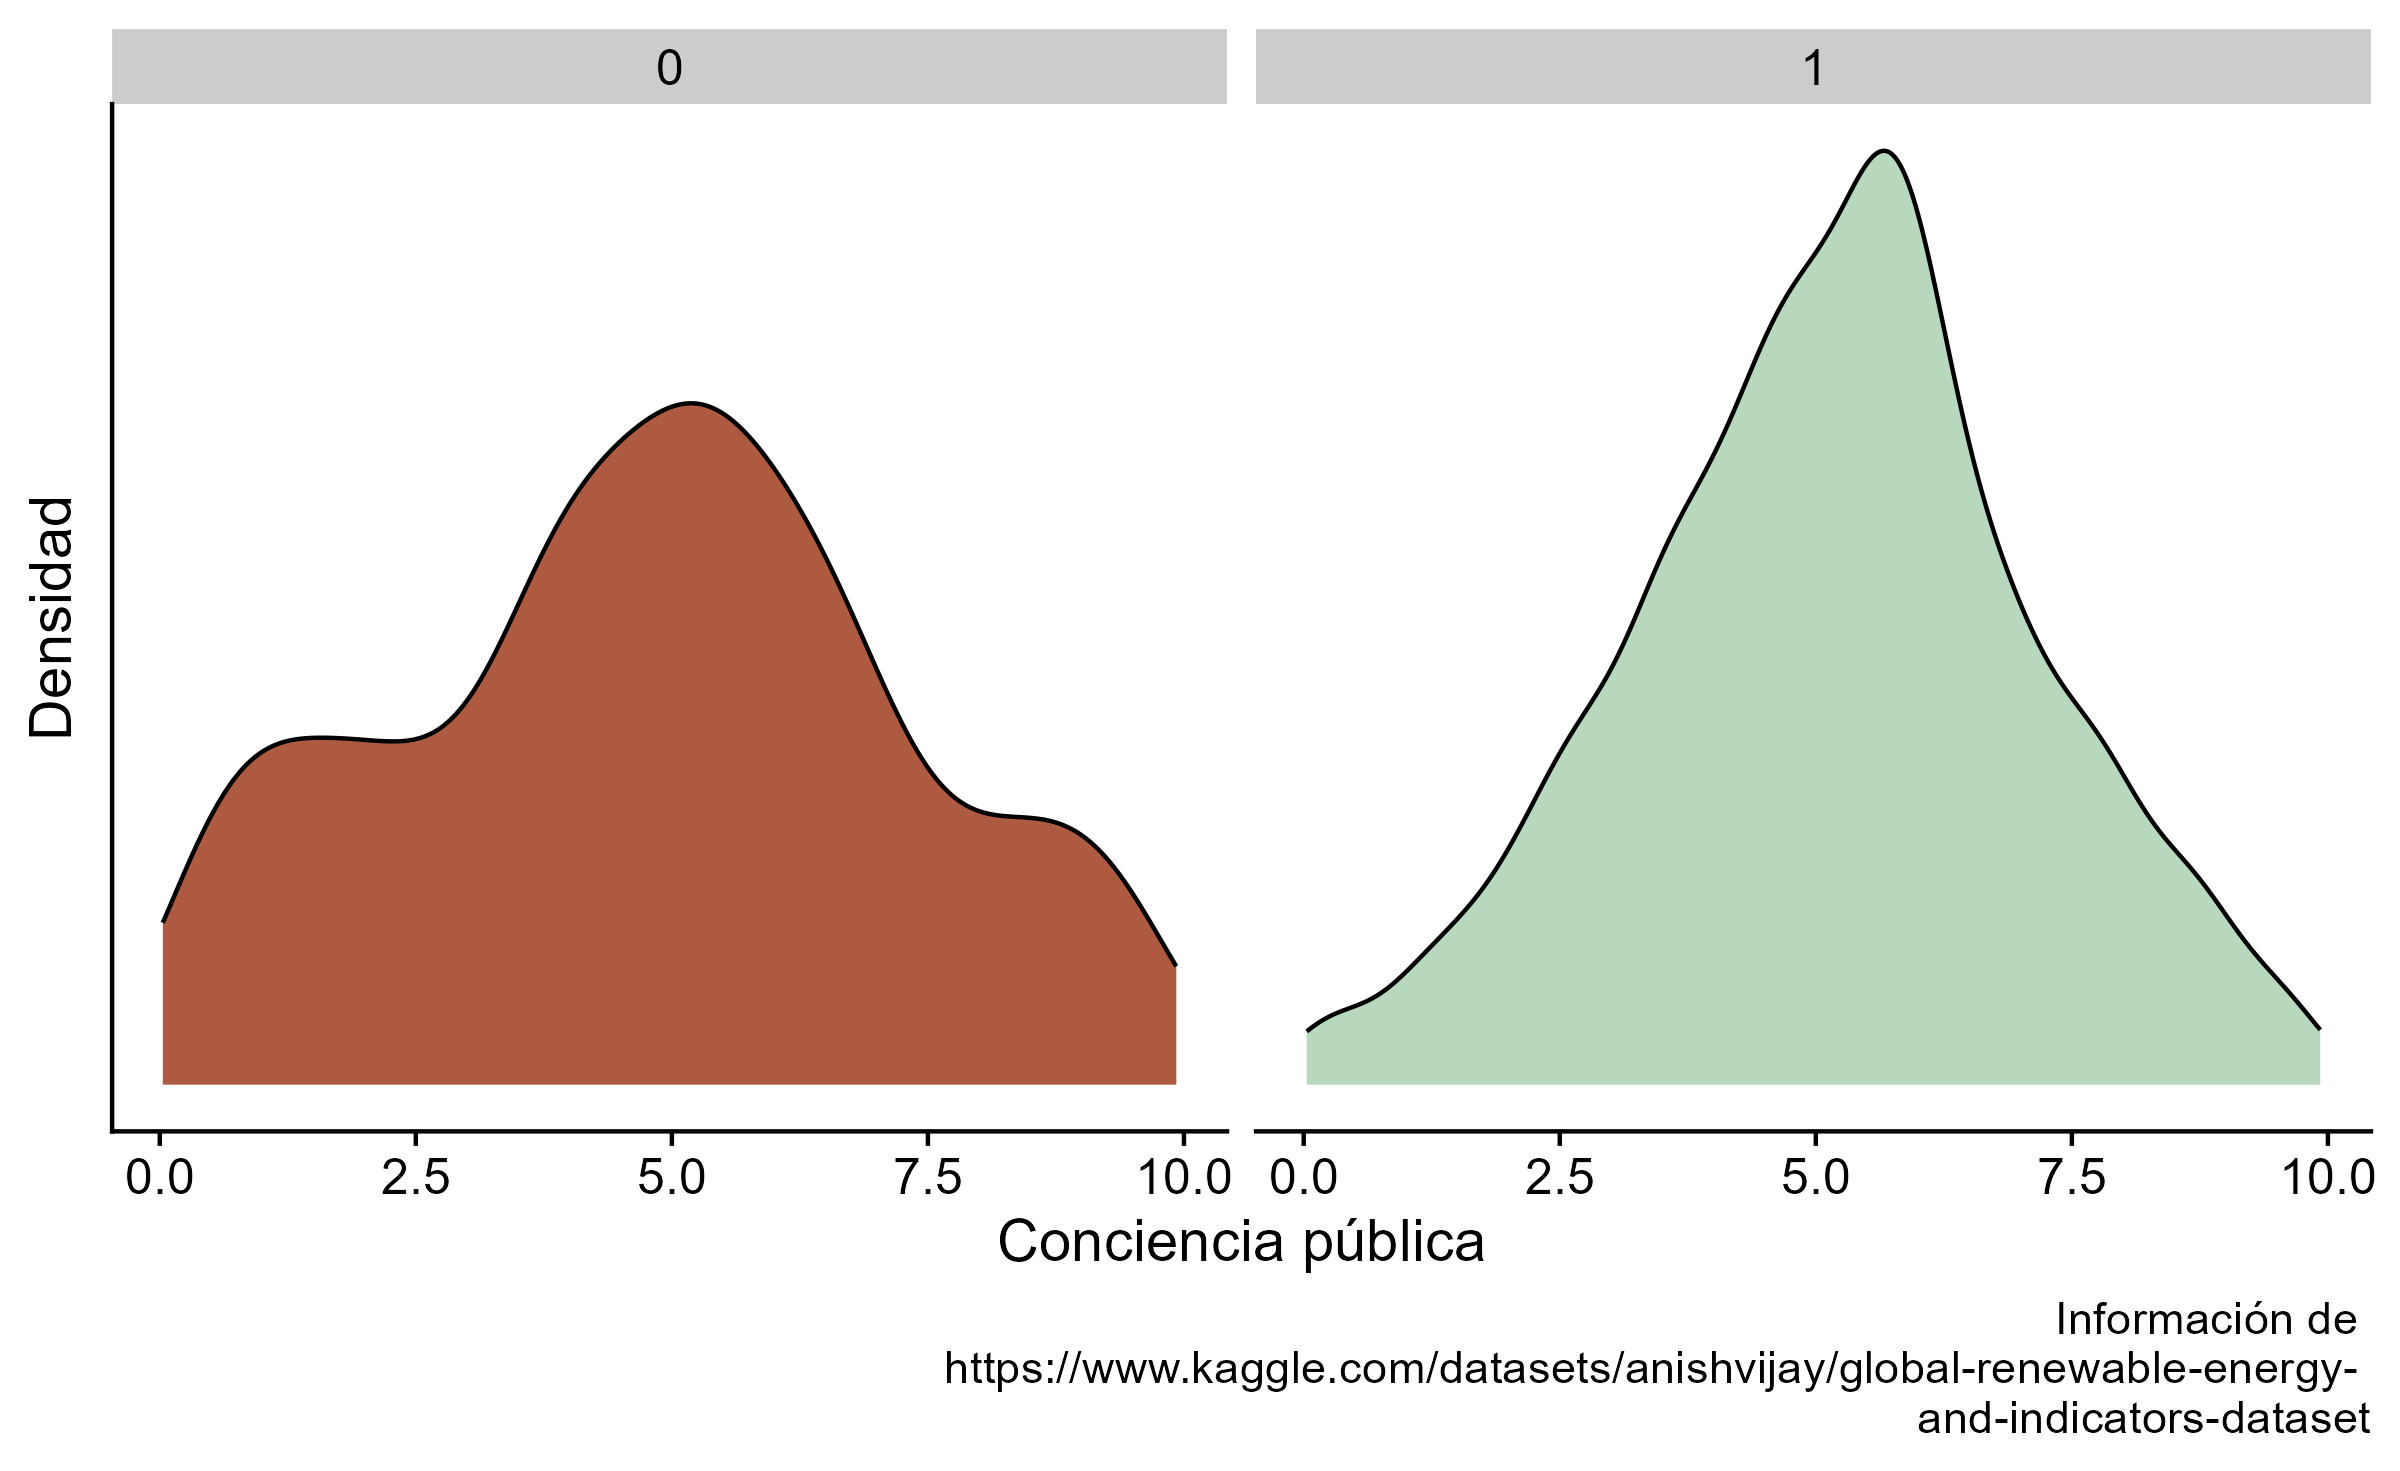 0
1
Densidad
0.0 2.5 5.0 7.5 10.0
0.0 2.5 5.0 7.5 10.0
Conciencia pública
Información de
https://www.kaggle.com/datasets/anishvijay/global-renewable-energy-
and-indicators-dataset